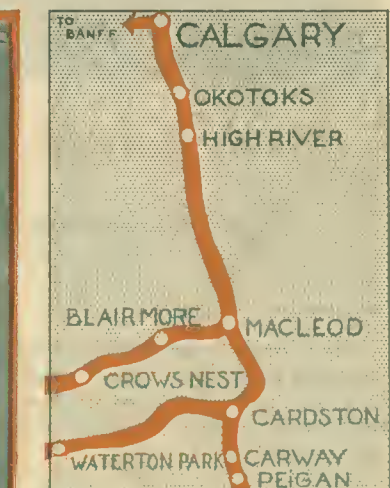 TO
BANFF
CALGARY
OKOTOKS
HIGH RIVER
BLAIRMORE
MACLEOD
CROWS NEST
CARDSTON
WATERTON PARK
CARWAY
PEIGAN